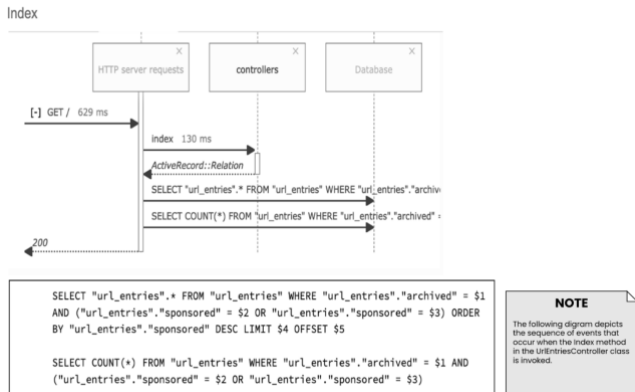 Index
X
X
X
HTTP server requests
controllers
Database
[-] GET / 629 ms
index 130 ms
ActiveRecord::Relation
SELECT "url_entries".* FROM "url_entries" WHERE "url_entries"."archiv
SELECT COUNT(*) FROM "url_entries" WHERE "url_entries"."archived" =
200
SELECT "url_entries".* FROM "url_entries" WHERE "url_entries"."archived" = $1
AND ("url_entries"."sponsored" = $2 OR "url_entries"."sponsored" = $3) ORDER
BY "url_entries"."sponsored" DESC LIMIT $4 OFFSET $5
SELECT COUNT(*) FROM "url_entries" WHERE "url_entries"."archived" = $1 AND
("url_entries"."sponsored" = $2 OR "url_entries"."sponsored" = $3)
NOTE
The following digram depicts
the sequence of events that
occur when the Index method
in the UrlEntriesController class
is invoked.